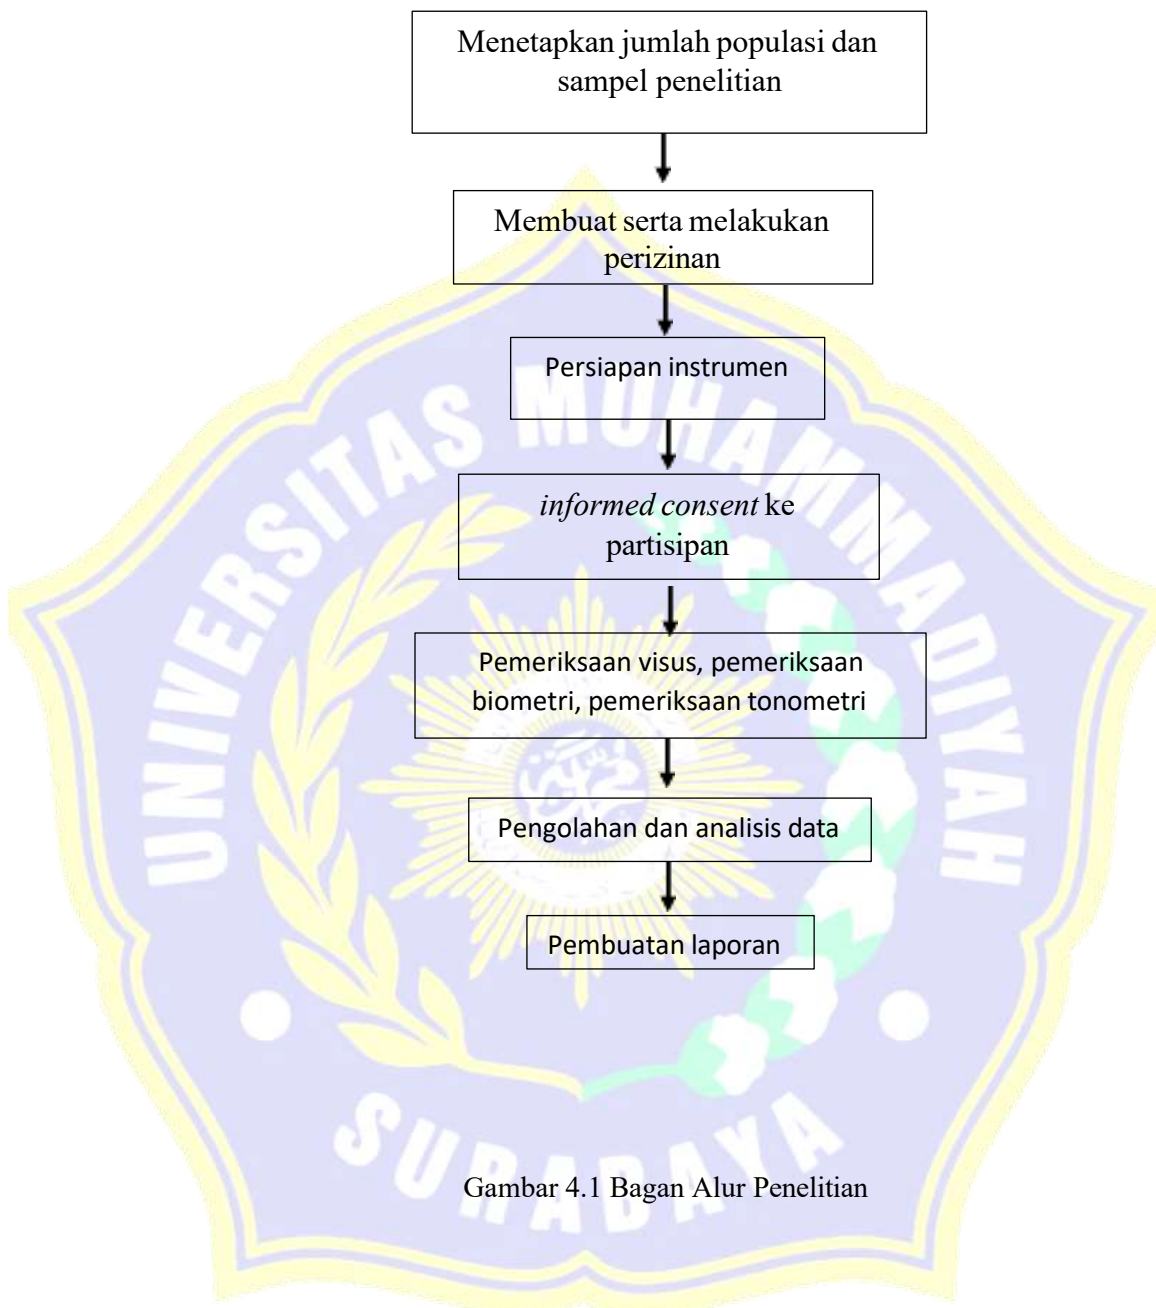 Menetapkan jumlah populasi dan
sampel penelitian
Membuat serta melakukan
perizinan
Persiapan instrumen
informed consent ke
partisipan
Pemeriksaan visus, pemeriksaan
biometri, pemeriksaan tonometri
Pengolahan dan analisis data
Pembuatan laporan
Gambar 4.1 Bagan Alur Penelitian
UNIVERSITAS MUHAMMADIYAH
SURABAYA